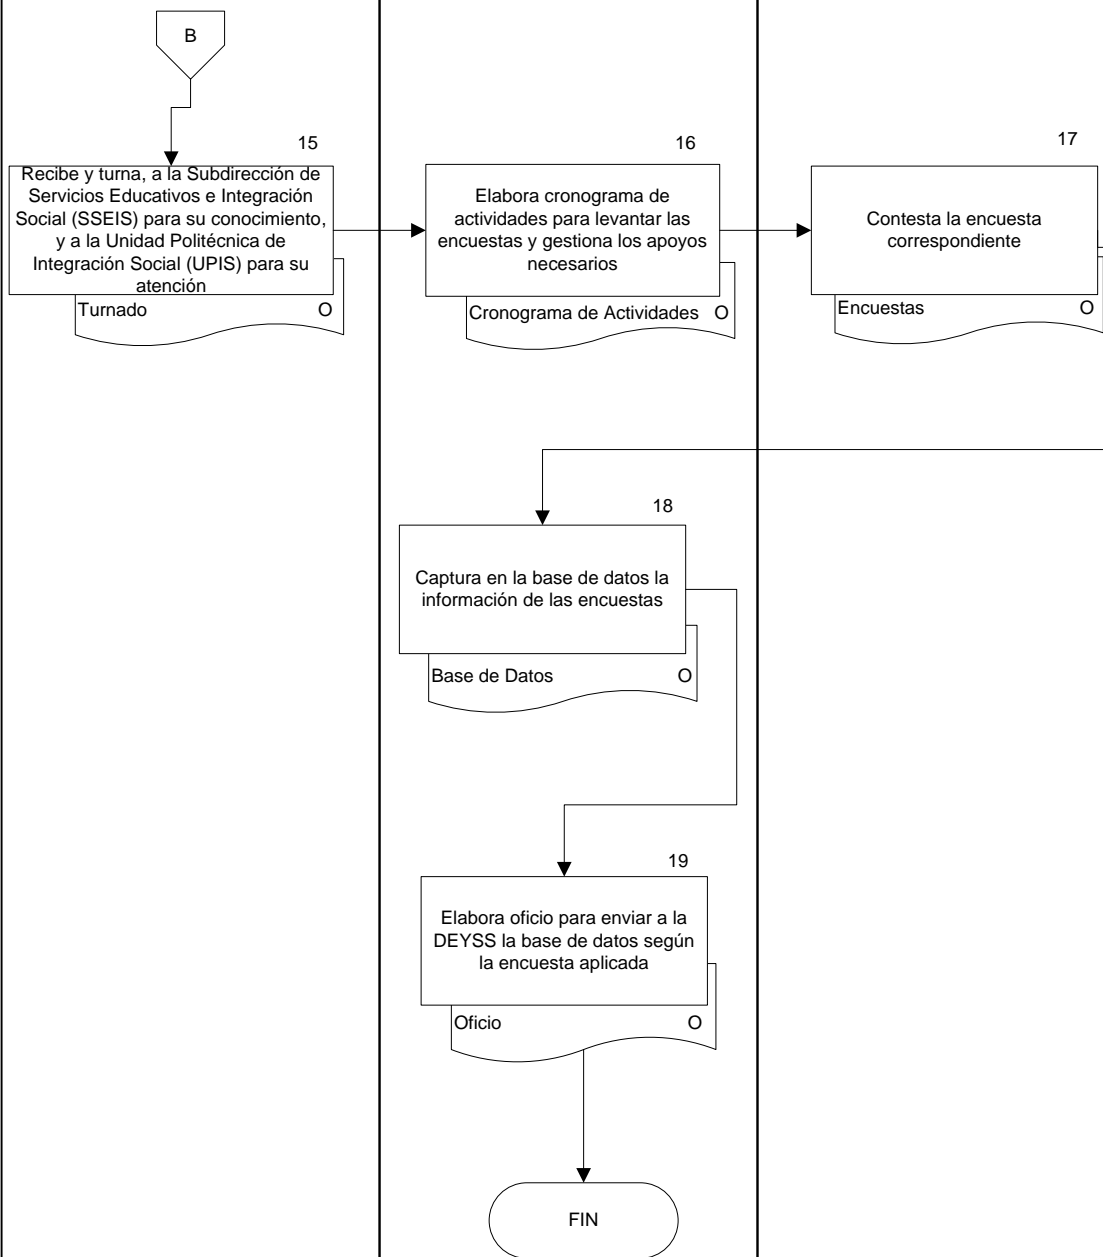 B
15
Recibe y turna, a la Subdirección de
Servicios Educativos e Integración
Social (SSEIS) para su conocimiento,
y a la Unidad Politécnica de
Integración Social (UPIS) para su
atención
Turnado O
16
Elabora cronograma de
actividades para levantar las
encuestas y gestiona los apoyos
necesarios
Cronograma de Actividades O
17
Contesta la encuesta
correspondiente
Encuestas O
18
Captura en la base de datos la
información de las encuestas
Base de Datos O
19
Elabora oficio para enviar a la
DEYSS la base de datos según
la encuesta aplicada
Oficio O
FIN